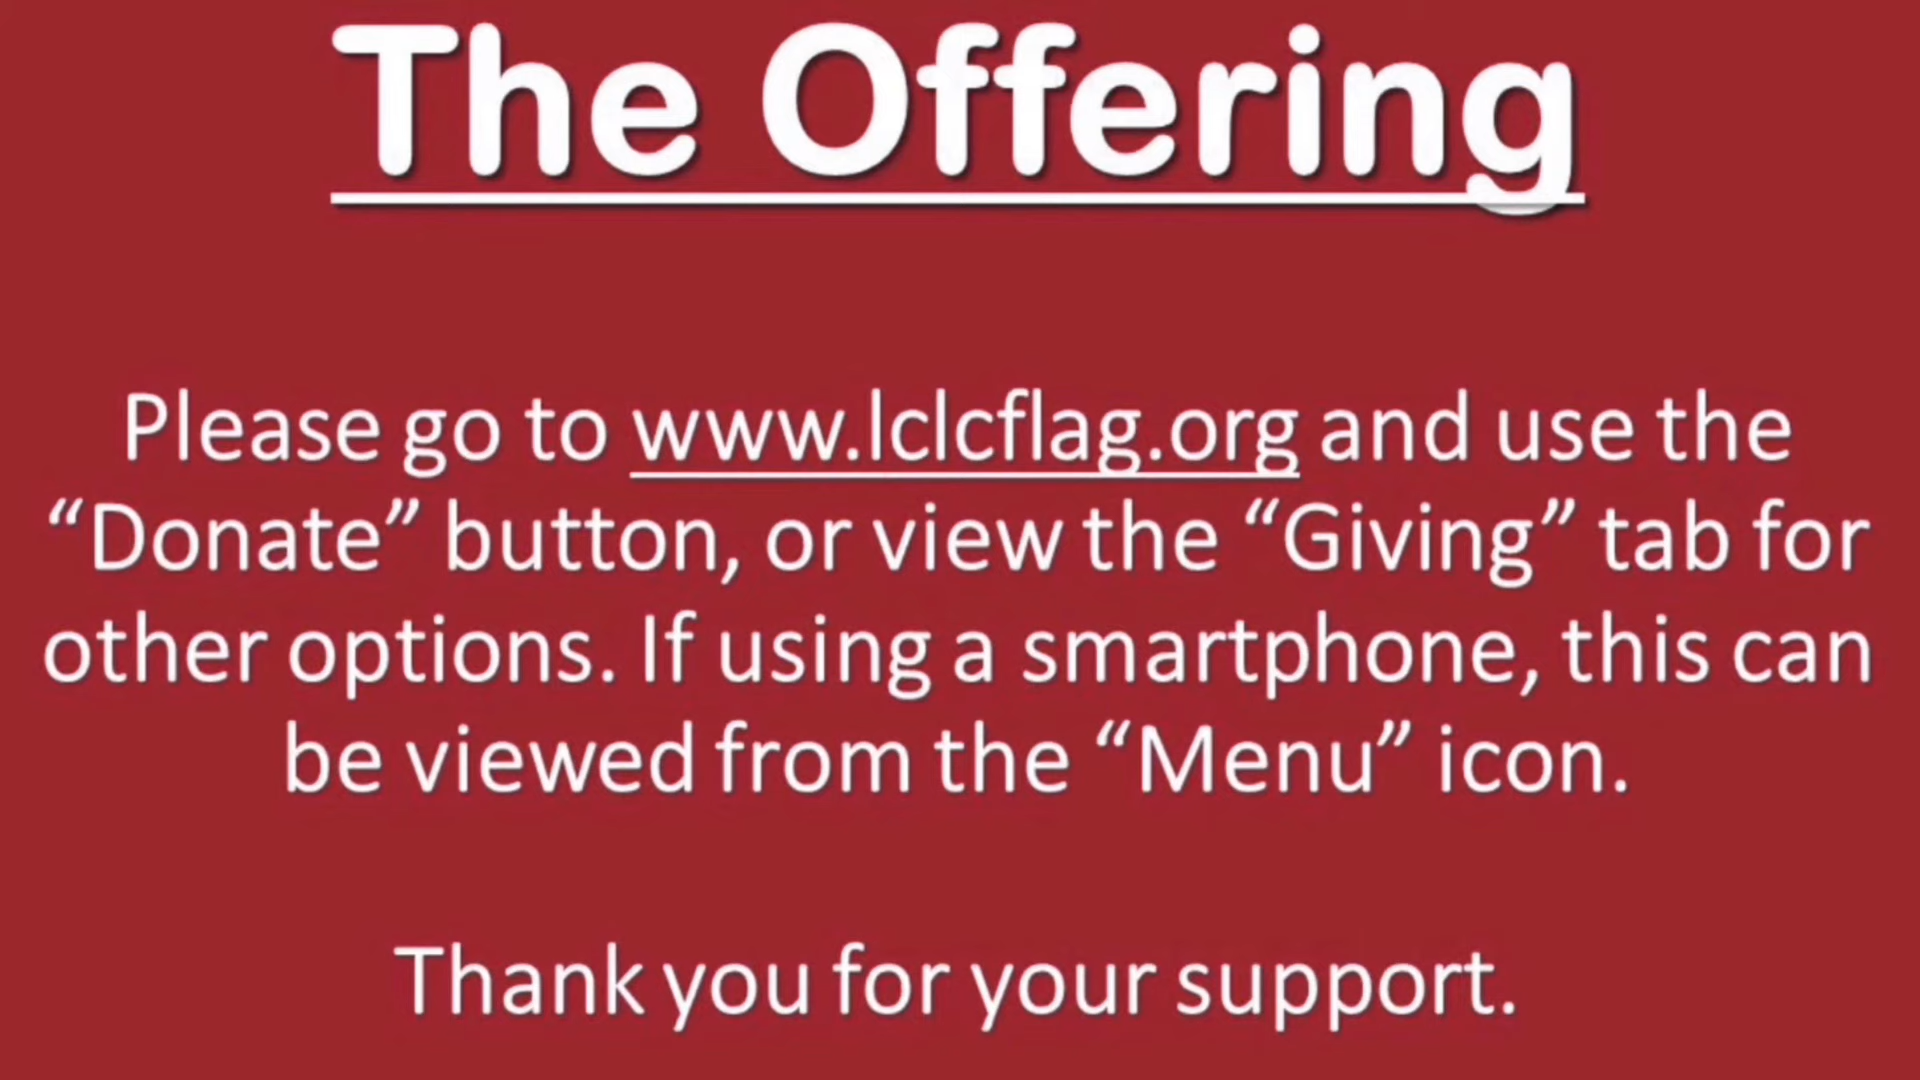 The Offering
Please go to www.lclcflag.org and use the
“Donate” button, or view the “Giving” tab for
other options. If using a smartphone, this can
be viewed from the “Menu” icon.
Thank you for your support.